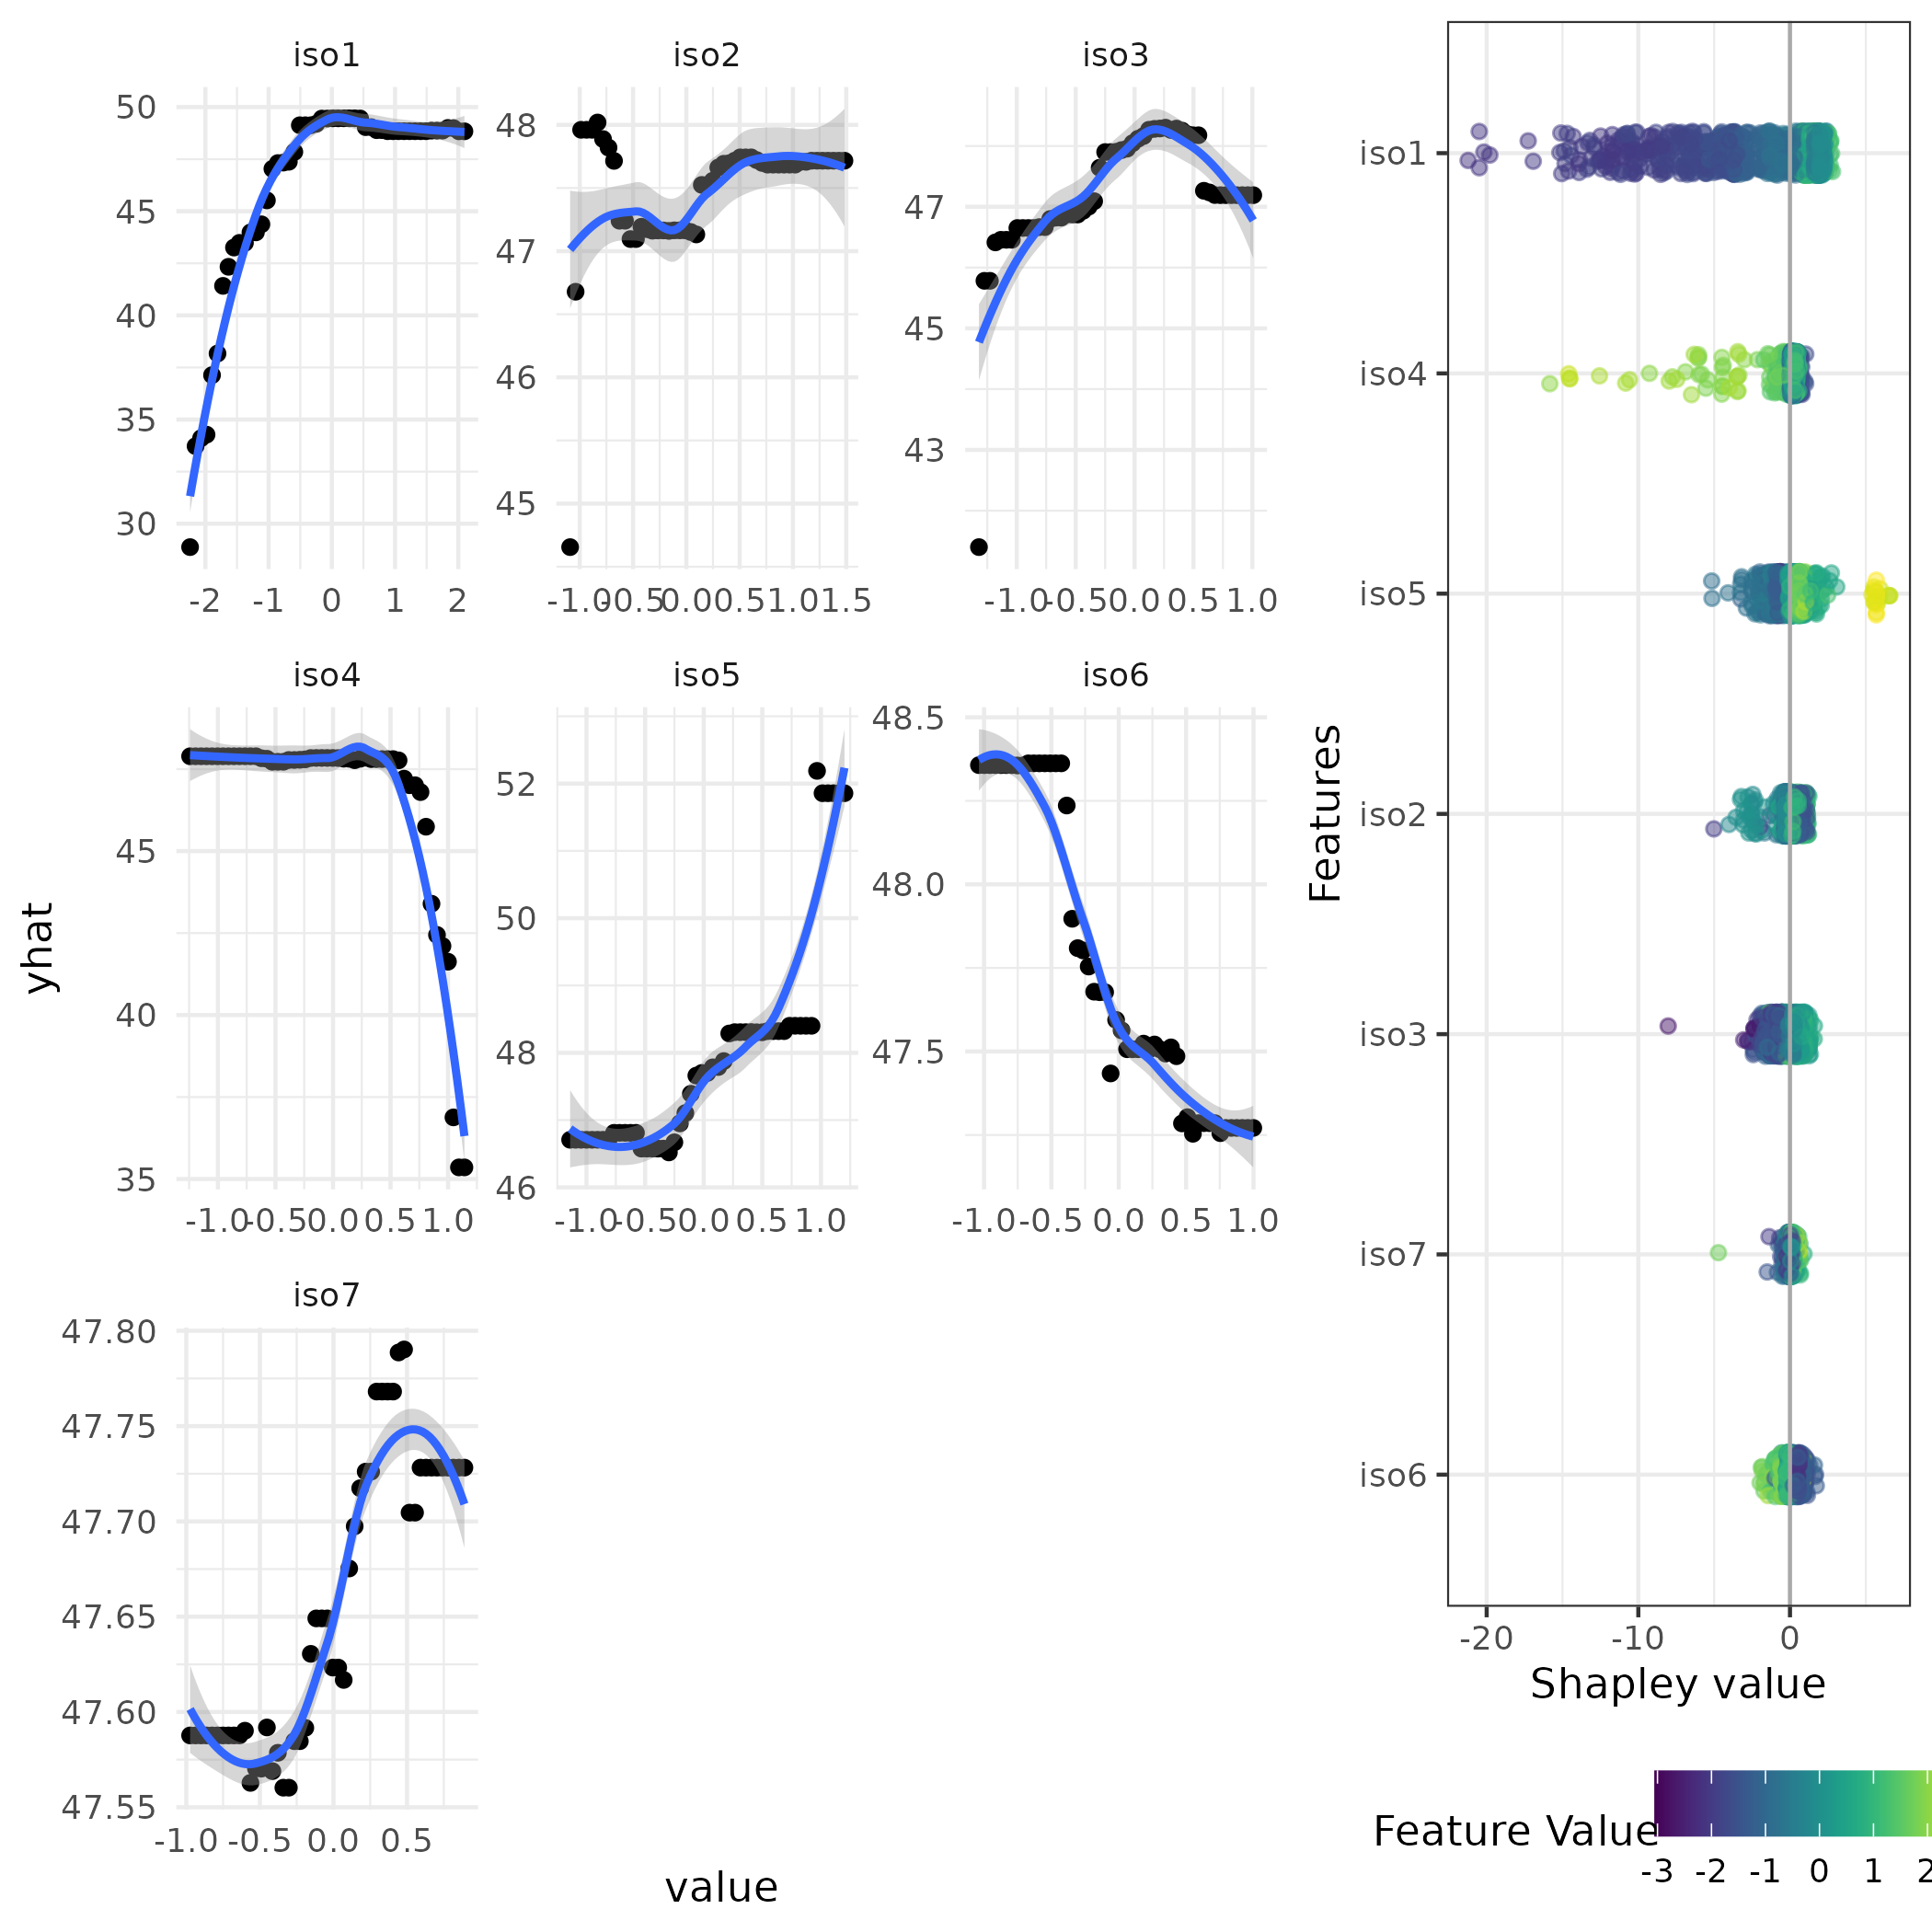 iso1 iso2 iso3
50
45
40
35
30
48
47
46
45
47
45
43
-2 -1 0 1 2
-1.0 -0.5 0.0 0.5 1.0 1.5
-1.0 -0.5 0.0 0.5 1.0
iso4 iso5 iso6
45
40
35
52
50
48
46
48.5
48.0
47.5
-1.0 -0.5 0.0 0.5 1.0
-1.0 -0.5 0.0 0.5 1.0
-1.0 -0.5 0.0 0.5 1.0
iso7
47.80
47.75
47.70
47.65
47.60
47.55
-1.0 -0.5 0.0 0.5
yhat
value
Features
iso1
iso4
iso5
iso2
iso3
iso7
iso6
-20 -10 0
Shapley value
Feature Value
-3 -2 -1 0 1 2